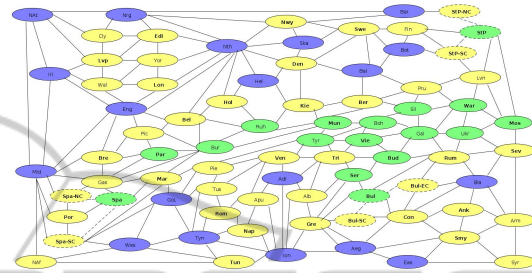 NAt Nrg Bar StP-NC
Cly Edi Nwy Swe Fin StP
Nth Ska Bot StP-SC
Lvp Yor Den
Iri Wal Lon Hel Bal Lvn
Pru
Eng Hol Kie Ber Sil War Mos
Bel Ruh Mun Boh
Pic Tyr Vie Gal Ukr
Bre Par Bur Ven Tri Bud Rum Sev
Mid Gas Mar Pie Adr Ser Bla
Spa-NC Spa GoL Tus Apu Alb Bul Bul-EC
Por Rom Gre Bul-SC Con Ank Arm
Spa-SC Wes Tyn Nap Aeg Smy
NAf Tun Ion Eas Syr